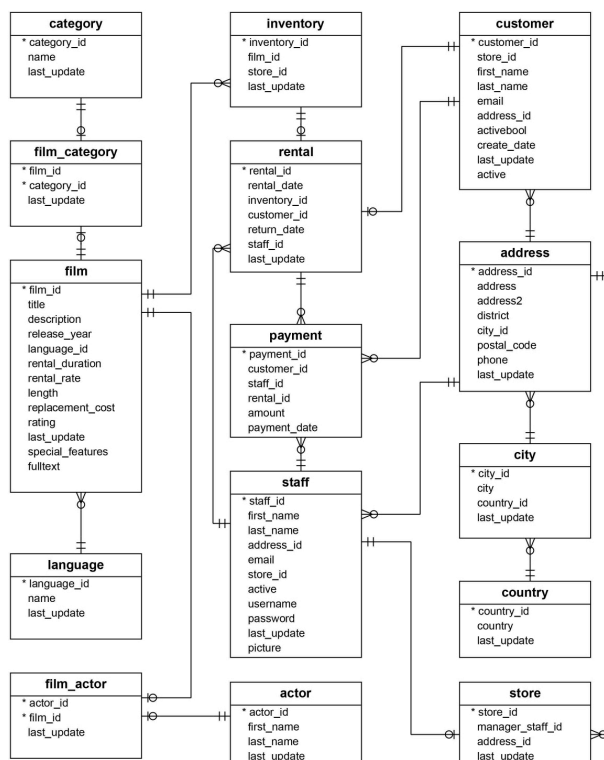 category
* category_id
name
last_update
film_category
* film_id
* category_id
last_update
film
* film_id
title
description
release_year
language_id
rental_duration
rental_rate
length
replacement_cost
rating
last_update
special_features
fulltext
language
* language_id
name
last_update
film_actor
* actor_id
* film_id
last_update
inventory
* inventory_id
film_id
store_id
last_update
rental
* rental_id
rental_date
inventory_id
customer_id
return_date
staff_id
last_update
payment
* payment_id
customer_id
staff_id
rental_id
amount
payment_date
staff
* staff_id
first_name
last_name
address_id
email
store_id
active
username
password
last_update
picture
actor
* actor_id
first_name
last_name
last_update
customer
* customer_id
store_id
first_name
last_name
email
address_id
activebool
create_date
last_update
active
address
* address_id
address
address2
district
city_id
postal_code
phone
last_update
city
* city_id
city
country_id
last_update
country
* country_id
country
last_update
store
* store_id
manager_staff_id
address_id
last_update